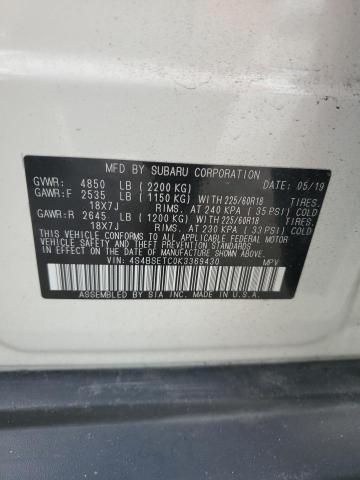 MFD BY SUBARU CORPORATION
GVWR: 4850 LB (2200 KG) DATE: 05/19
GAWR:F 2535 LB (1150 KG) WITH 225/60R18 TIRES,
18X7J RIMS, AT 240 KPA (35 PSI) COLD
GAWR:R 2645 LB (1200 KG) WITH 225/60R18 TIRES,
18X7J RIMS, AT 230 KPA (33 PSI) COLD
THIS VEHICLE CONFORMS TO ALL APPLICABLE FEDERAL MOTOR
VEHICLE SAFETY AND BUMPER STANDARDS IN EFFECT ON THE
DATE OF MANUFACTURE SHOWN ABOVE.
VIN: 4S4BSETC0K3369430 MPV
ASSEMBLED BY SIA INC. MADE IN U.S.A.